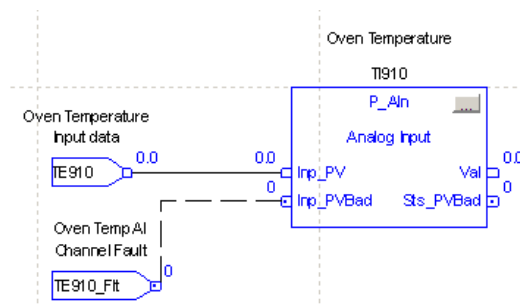 Oven Temperature
TI910
P_AIn
...
Analog Input
Oven Temperature
Input data
0.0
0.0
0.0
TE910
Inp_PV
Val
0
0
Inp_PVBad
Sts_PVBad
Oven Temp AI
Channel Fault
0
TE910_Flt